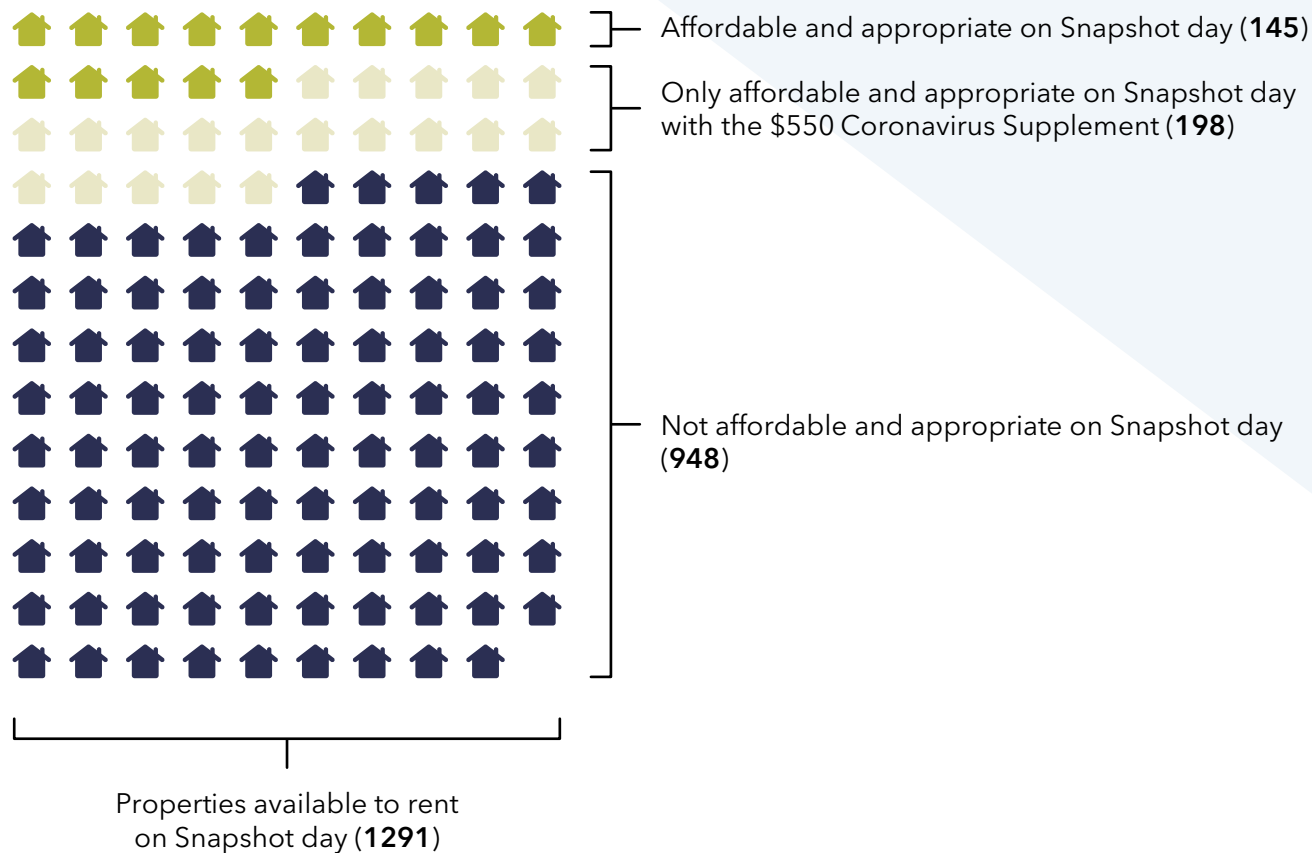 Affordable and appropriate on Snapshot day (145)
Only affordable and appropriate on Snapshot day
with the $550 Coronavirus Supplement (198)
Not affordable and appropriate on Snapshot day
(948)
Properties available to rent
on Snapshot day (1291)